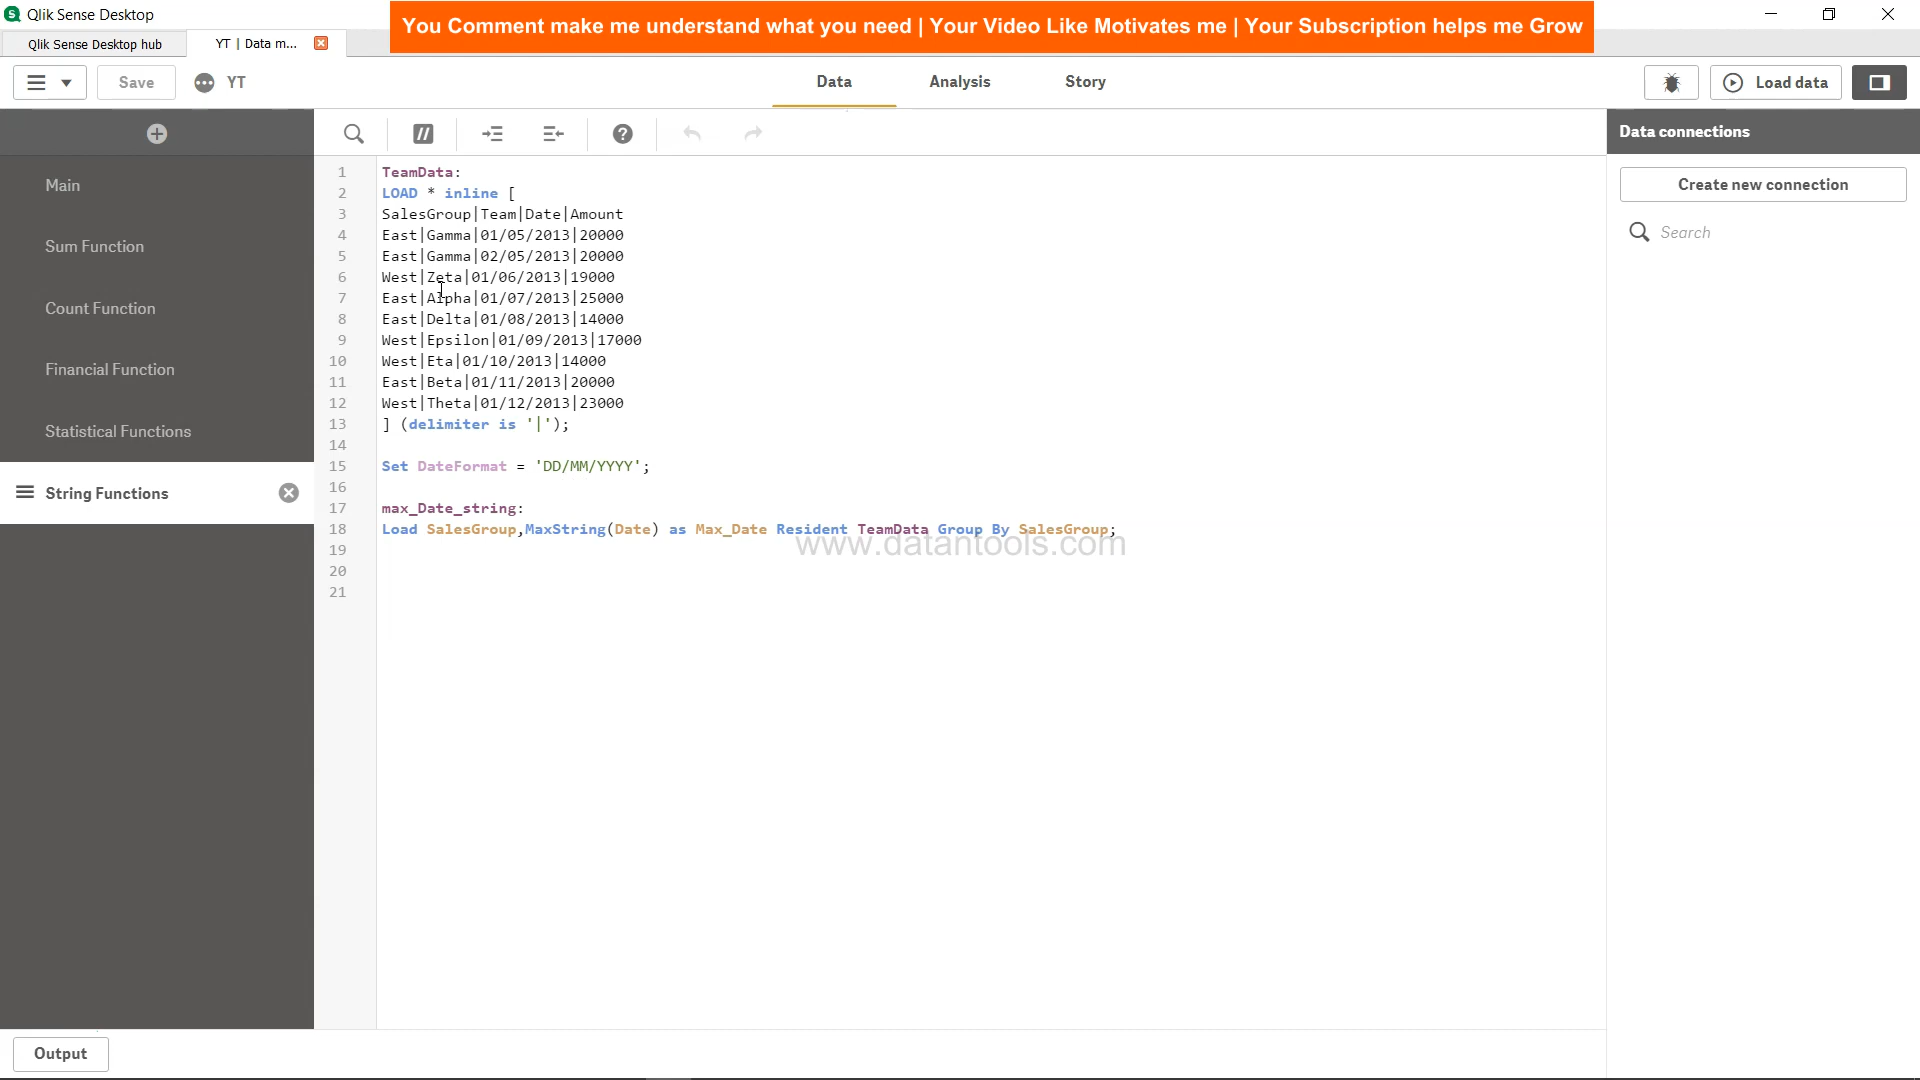 Qlik Sense Desktop
You Comment make me understand what you need | Your Video Like Motivates me | Your Subscription helps me Grow
Qlik Sense Desktop hub
YT | Data m...
Save
YT
Data
Analysis
Story
Load data
Data connections
Create new connection
Search
Main
Sum Function
Count Function
Financial Function
Statistical Functions
String Functions
1 TeamData:
2 LOAD * inline [
3 SalesGroup|Team|Date|Amount
4 East|Gamma|01/05/2013|20000
5 East|Gamma|02/05/2013|20000
6 West|Zeta|01/06/2013|19000
7 East|Alpha|01/07/2013|25000
8 East|Delta|01/08/2013|14000
9 West|Epsilon|01/09/2013|17000
10 West|Eta|01/10/2013|14000
11 East|Beta|01/11/2013|20000
12 West|Theta|01/12/2013|23000
13 ] (delimiter is '|');
14
15 Set DateFormat = 'DD/MM/YYYY';
16
17 max_Date_string:
18 Load SalesGroup,MaxString(Date) as Max_Date Resident TeamData Group By SalesGroup;
19
20
21
www.datantools.com
Output